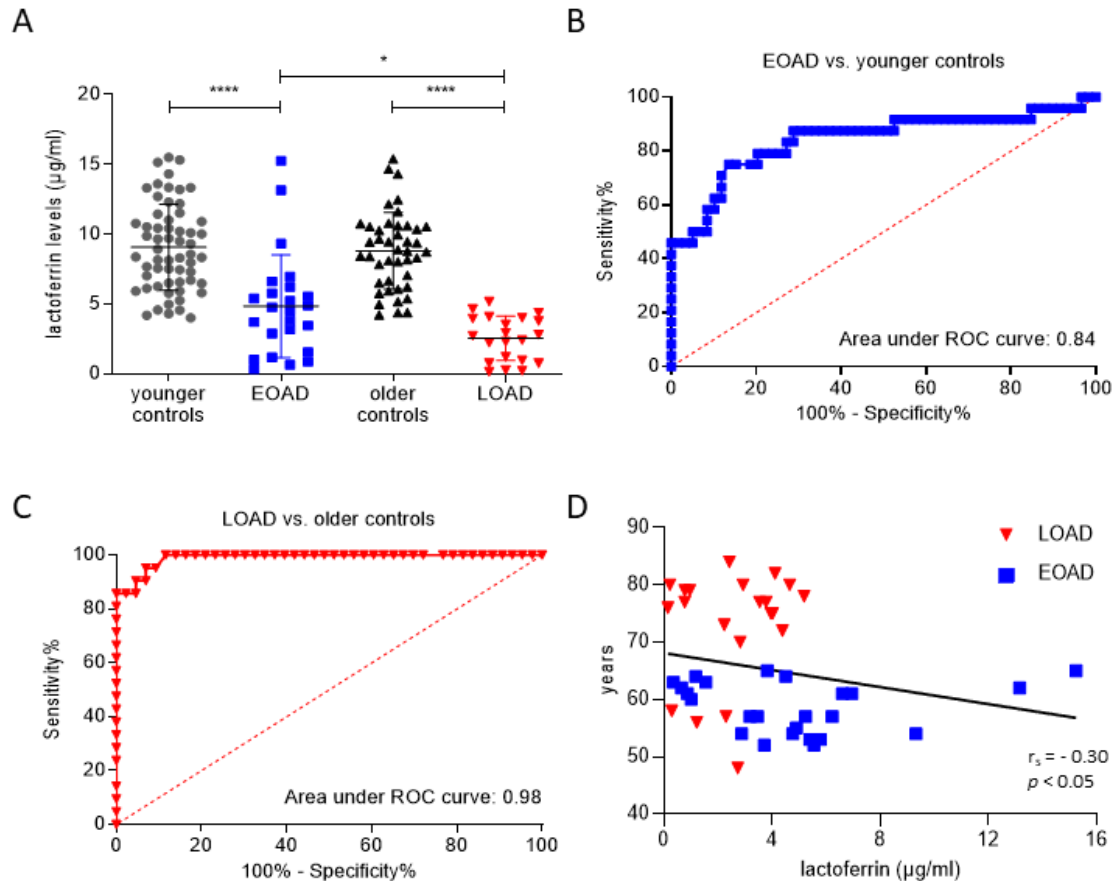 A
*
****
****
lactoferrin levels (µg/ml)
20
15
10
5
0
younger
controls
EOAD
older
controls
LOAD
B
EOAD vs. younger controls
Sensitivity%
100
80
60
40
20
0
Area under ROC curve: 0.84
0
20
40
60
80
100
100% - Specificity%
C
LOAD vs. older controls
Sensitivity%
100
80
60
40
20
0
Area under ROC curve: 0.98
0
20
40
60
80
100
100% - Specificity%
D
LOAD
EOAD
years
90
80
70
60
50
40
rs = - 0.30
p < 0.05
0
4
8
12
16
lactoferrin (µg/ml)